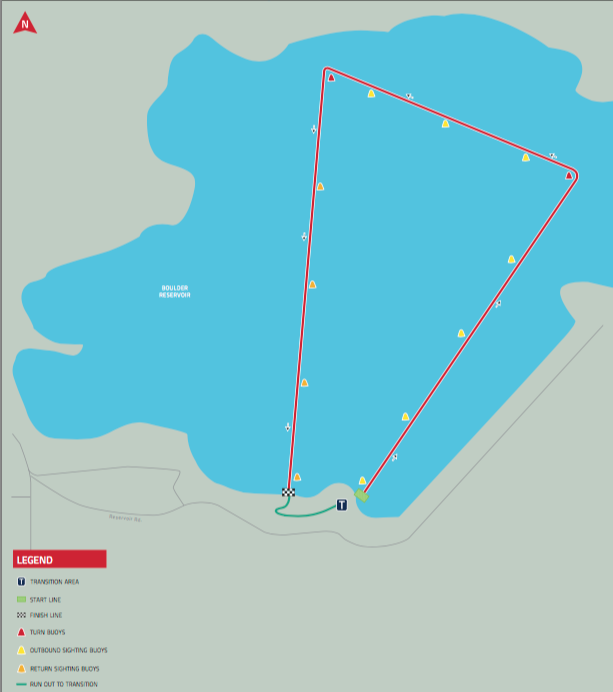 N
BOULDER
RESERVOIR
T
Reservoir Rd.
LEGEND
T TRANSITION AREA
START LINE
FINISH LINE
TURN BUOYS
OUTBOUND SIGHTING BUOYS
RETURN SIGHTING BUOYS
RUN OUT TO TRANSITION